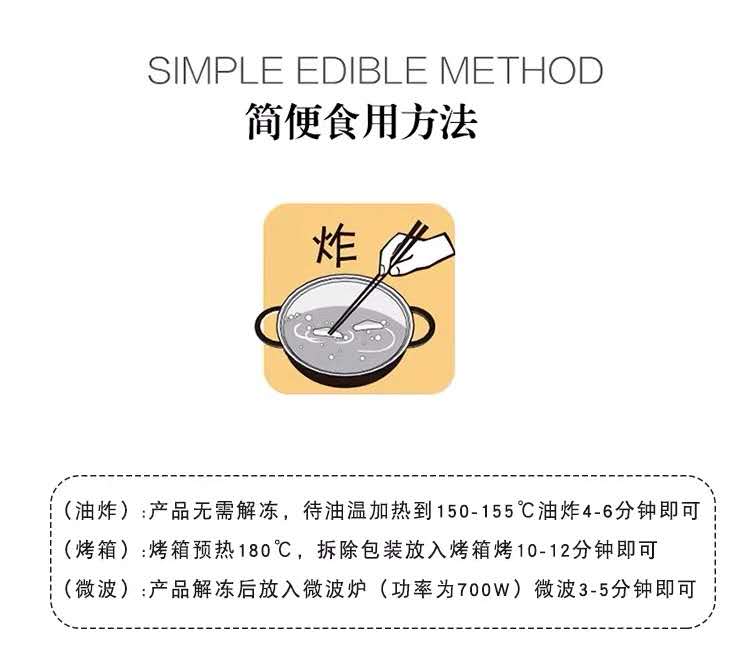 SIMPLE EDIBLE METHOD
简便食用方法
炸
（油炸）:产品无需解冻，待油温加热到150-155℃油炸4-6分钟即可
（烤箱）:烤箱预热180℃，拆除包装放入烤箱烤10-12分钟即可
（微波）:产品解冻后放入微波炉（功率为700W）微波3-5分钟即可